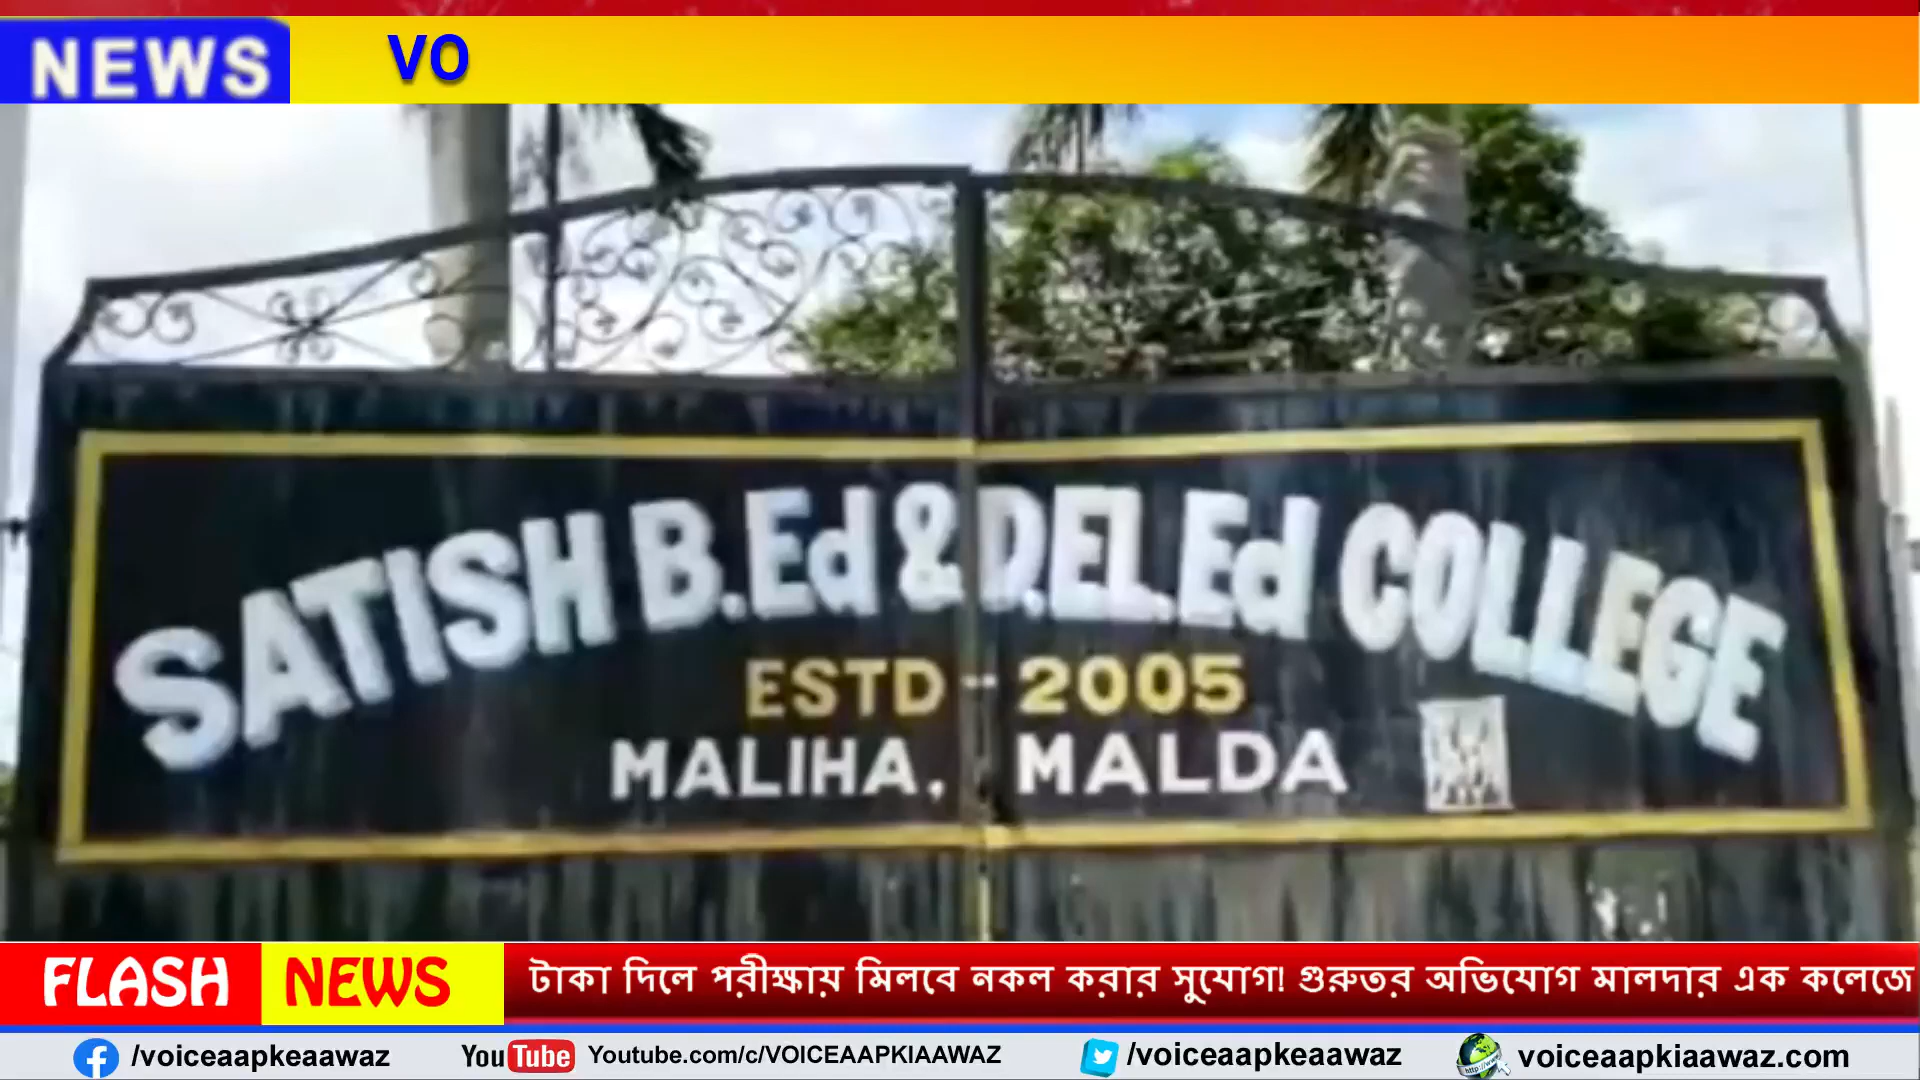 NEWS VO
SATISH B.Ed & D.EL.Ed COLLEGE
ESTD - 2005
MALIHA, MALDA
FLASH NEWS টাকা দিলে পরীক্ষায় মিলবে নকল করার সুযোগ! গুরুতর অভিযোগ মালদার এক কলেজে
/voiceaapkeaawaz YouTube Youtube.com/c/VOICEAAPKIAAWAZ /voiceaapkeaawaz voiceaapkiaawaz.com